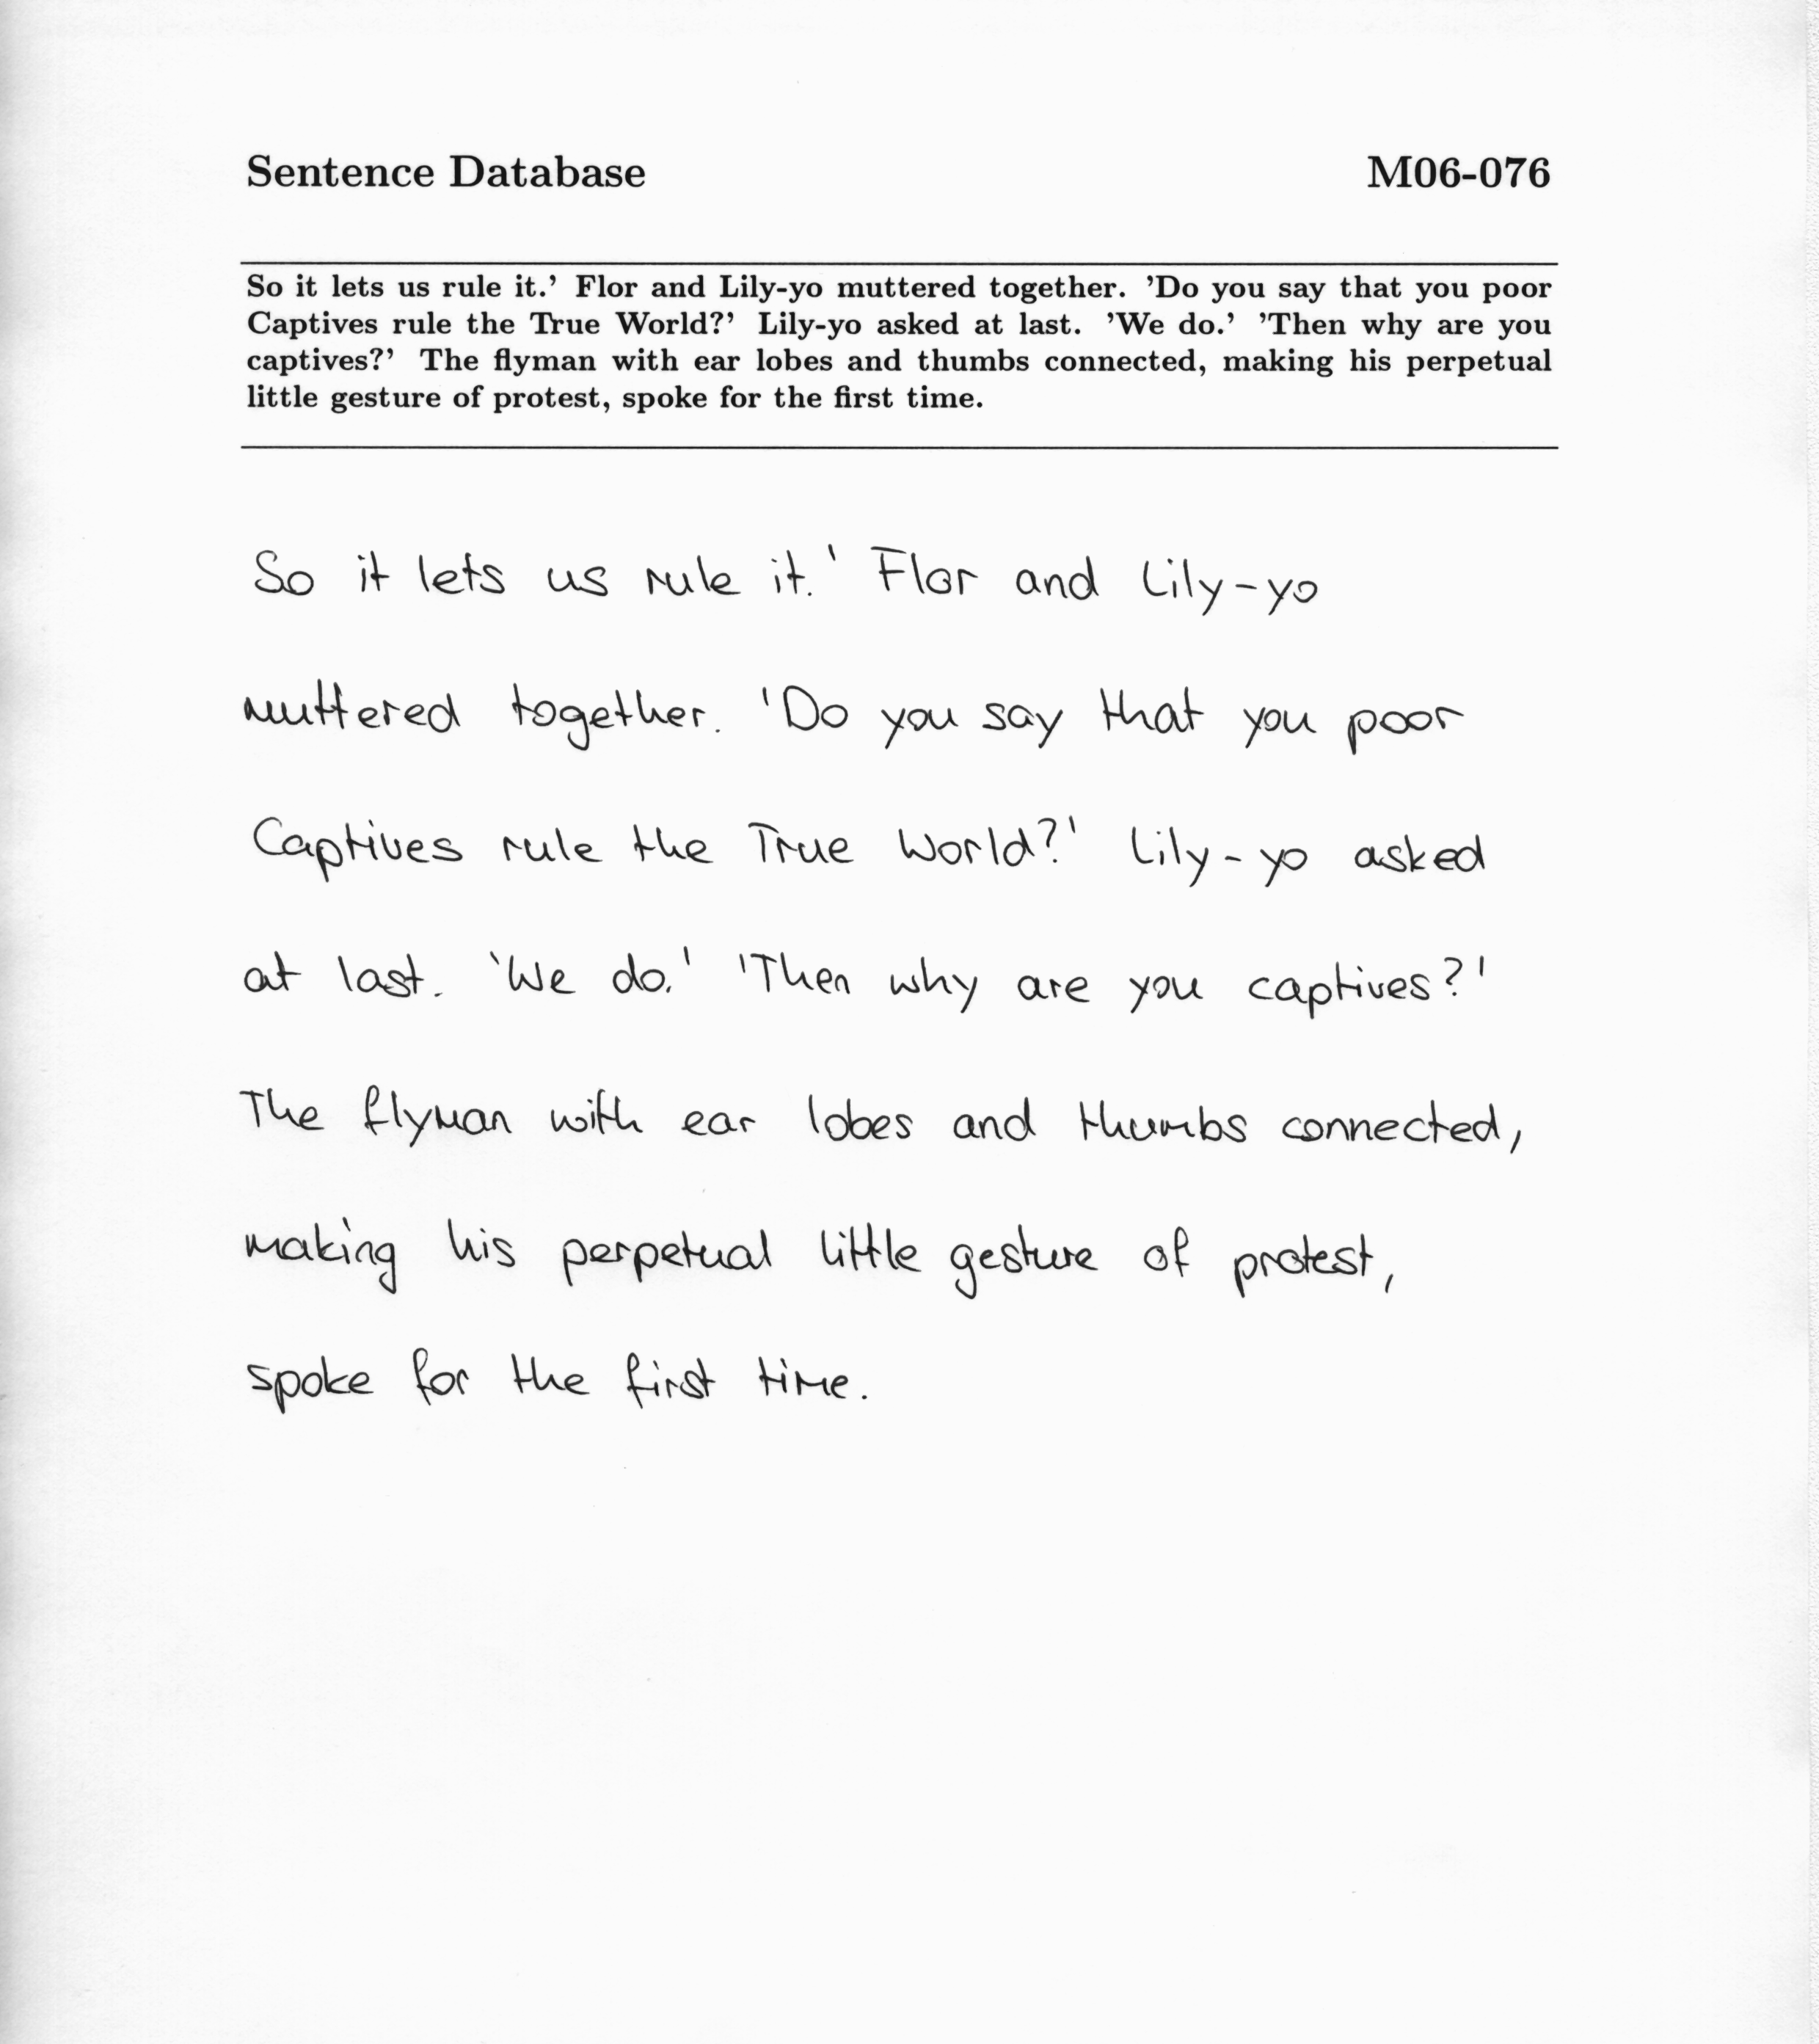 Sentence Database M06-076
So it lets us rule it.’ Flor and Lily-yo muttered together. ’Do you say that you poor
Captives rule the True World?’ Lily-yo asked at last. ’We do.’ ’Then why are you
captives?’ The flyman with ear lobes and thumbs connected, making his perpetual
little gesture of protest, spoke for the first time.
So it lets us rule it.' Flor and Lily-yo
muttered together. 'Do you say that you poor
Captives rule the True World?' Lily-yo asked
at last. 'We do.' 'Then why are you captives?'
The flyman with ear lobes and thumbs connected,
making his perpetual little gesture of protest,
spoke for the first time.